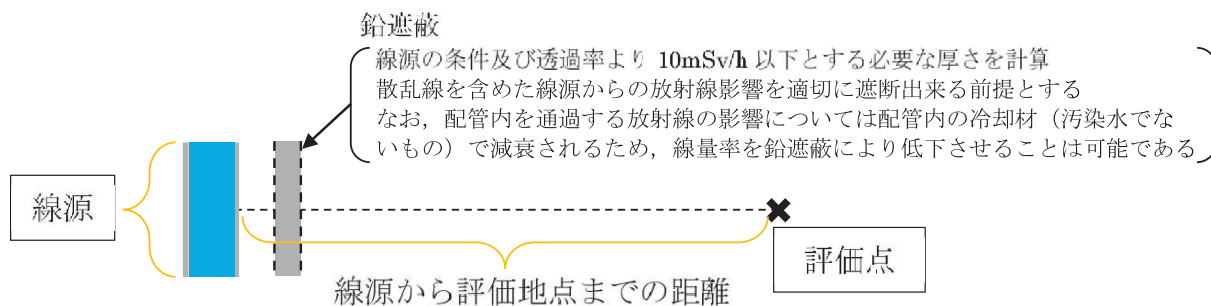 鉛遮蔽
線源の条件及び透過率より 10mSv/h 以下とする必要な厚さを計算
散乱線を含めた線源からの放射線影響を適切に遮断出来る前提とする
なお，配管内を通過する放射線の影響については配管内の冷却材（汚染水でな
いもの）で減衰されるため，線量率を鉛遮蔽により低下させることは可能である
線源
評価点
線源から評価地点までの距離